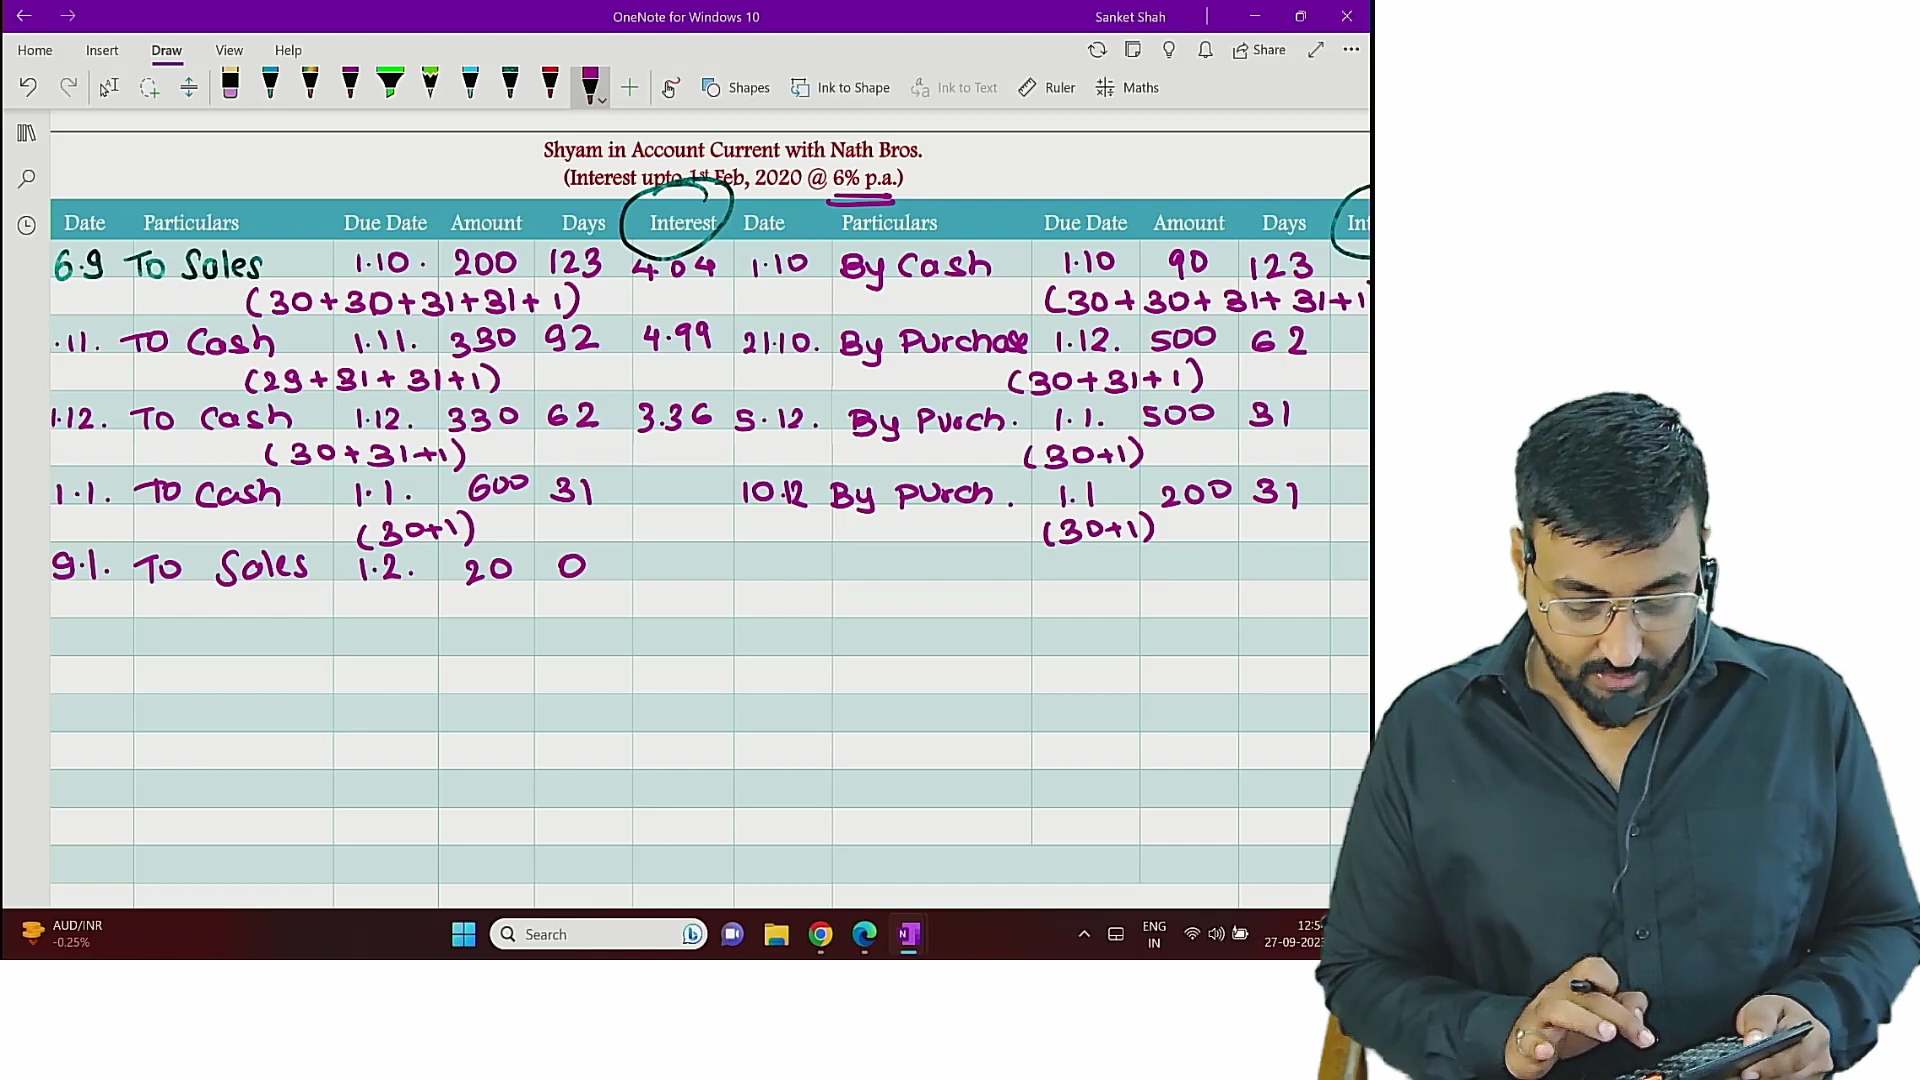 OneNote for Windows 10
Sanket Shah
Home Insert Draw View Help
Share
Shapes Ink to Shape Ink to Text Ruler Maths
Shyam in Account Current with Nath Bros.
(Interest upto 1st Feb, 2020 @ 6% p.a.)
Date Particulars Due Date Amount Days Interest Date Particulars Due Date Amount Days Int
6.9 To Sales 1.10. 200 123 4.04 1.10 By Cash 1.10 90 123
(30+30+31+31+1) (30+30+31+31+1
.11. To Cash 1.11. 330 92 4.99 21.10. By Purchase 1.12. 500 62
(29+31+31+1) (30+31+1)
1.12. To Cash 1.12. 330 62 3.36 5.12. By Purch. 1.1. 500 31
(30+31+1) (30+1)
1.1. To Cash 1.1. 600 31 10.12 By Purch. 1.1 200 31
(30+1) (30+1)
9.1. To Sales 1.2. 20 0
AUD/INR
-0.25%
Search
ENG
IN
12:5
27-09-202